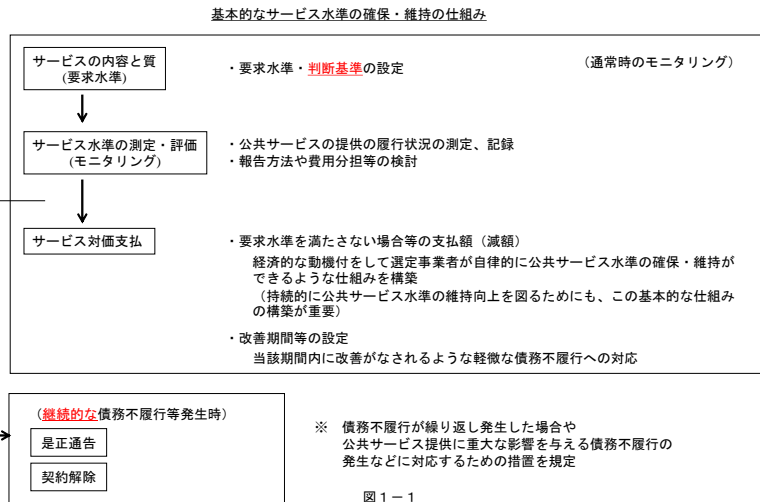 基本的なサービス水準の確保・維持の仕組み
サービスの内容と質
(要求水準)
・要求水準・判断基準の設定
（通常時のモニタリング）
サービス水準の測定・評価
(モニタリング)
・公共サービスの提供の履行状況の測定、記録
・報告方法や費用分担等の検討
サービス対価支払
・要求水準を満たさない場合等の支払額（減額）
経済的な動機付をして選定事業者が自律的に公共サービス水準の確保・維持が
できるような仕組みを構築
（持続的に公共サービス水準の維持向上を図るためにも、この基本的な仕組み
の構築が重要）
・改善期間等の設定
当該期間内に改善がなされるような軽微な債務不履行への対応
（継続的な債務不履行等発生時）
是正通告
契約解除
※　債務不履行が繰り返し発生した場合や
公共サービス提供に重大な影響を与える債務不履行の
発生などに対応するための措置を規定
図１－１